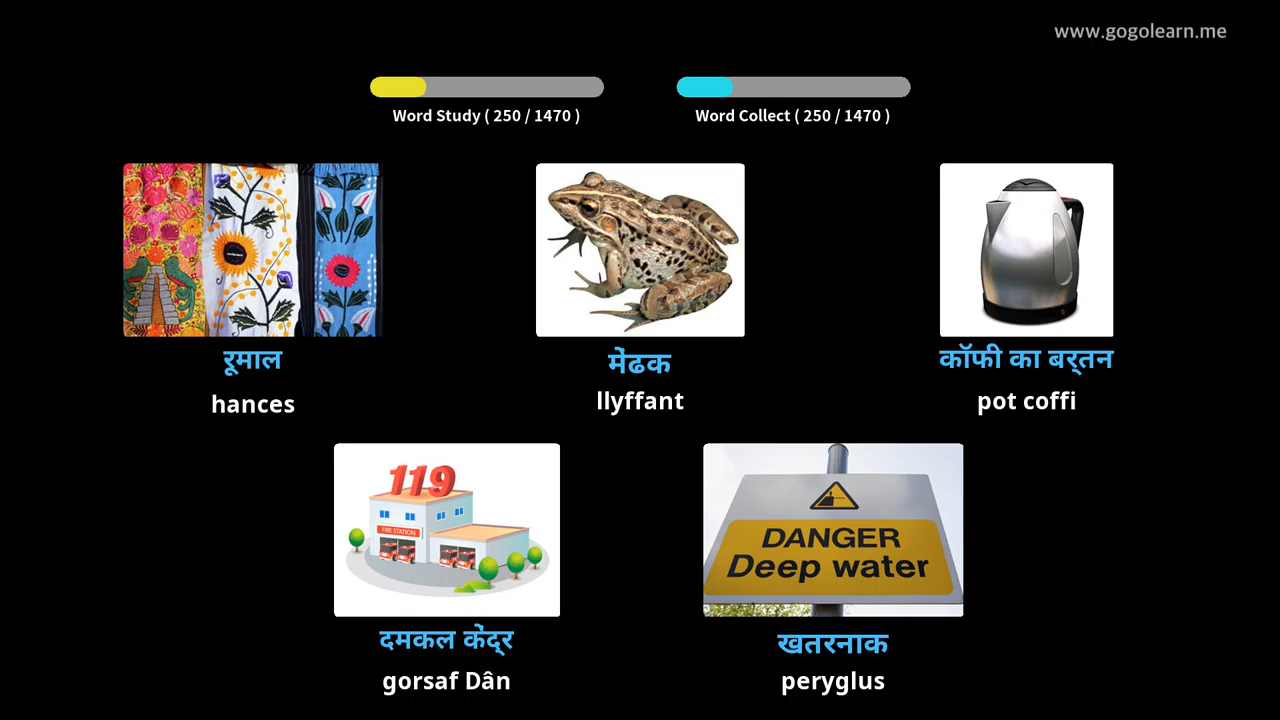 www.gogolearn.me
Word Study ( 250 / 1470 )
Word Collect ( 250 / 1470 )
रूमाल
hances
मेंढक
llyffant
कॉफी का बर्तन
pot coffi
119
FIRE STATION
दमकल केंद्र
gorsaf Dân
DANGER
Deep water
खतरनाक
peryglus